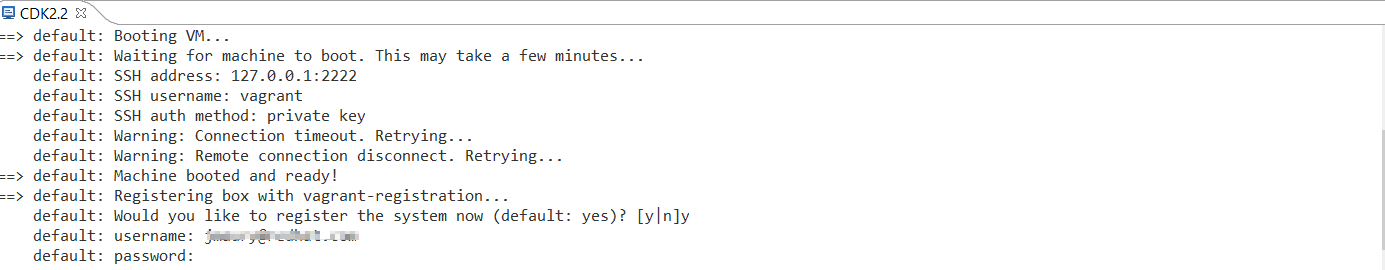 CDK2.2
==> default: Booting VM...
==> default: Waiting for machine to boot. This may take a few minutes...
default: SSH address: 127.0.0.1:2222
default: SSH username: vagrant
default: SSH auth method: private key
default: Warning: Connection timeout. Retrying...
default: Warning: Remote connection disconnect. Retrying...
==> default: Machine booted and ready!
==> default: Registering box with vagrant-registration...
default: Would you like to register the system now (default: yes)? [y|n]y
default: username:
default: password: